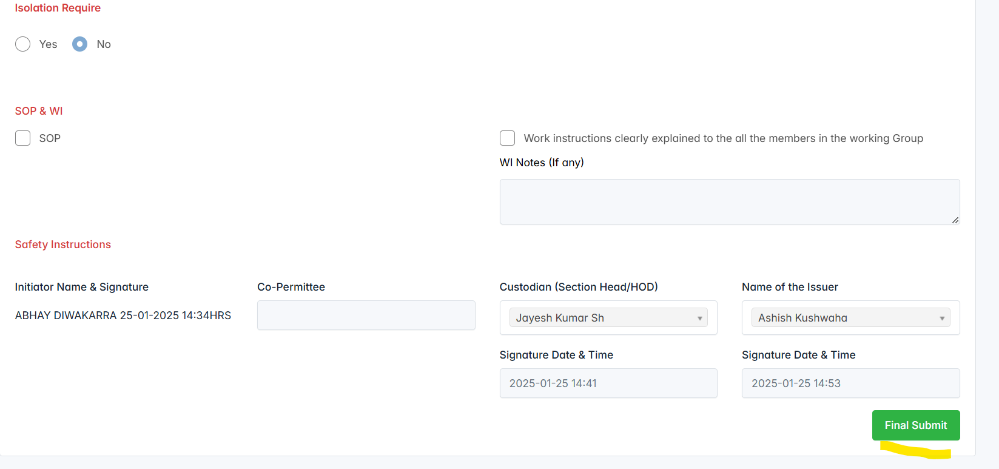 Isolation Require
Yes No
SOP & WI
SOP
Work instructions clearly explained to the all the members in the working Group
WI Notes (If any)
Safety Instructions
Initiator Name & Signature
ABHAY DIWAKARRA 25-01-2025 14:34HRS
Co-Permittee
Custodian (Section Head/HOD)
Jayesh Kumar Sh
Signature Date & Time
2025-01-25 14:41
Name of the Issuer
Ashish Kushwaha
Signature Date & Time
2025-01-25 14:53
Final Submit